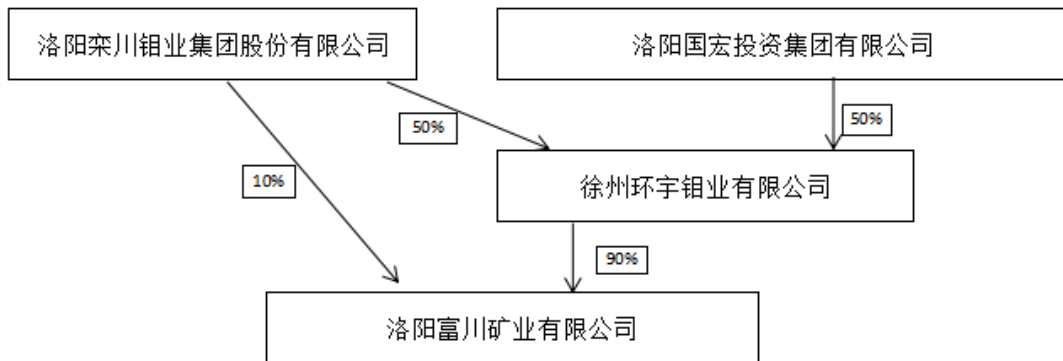 洛阳栾川钼业集团股份有限公司
洛阳国宏投资集团有限公司
50%
50%
徐州环宇钼业有限公司
10%
90%
洛阳富川矿业有限公司